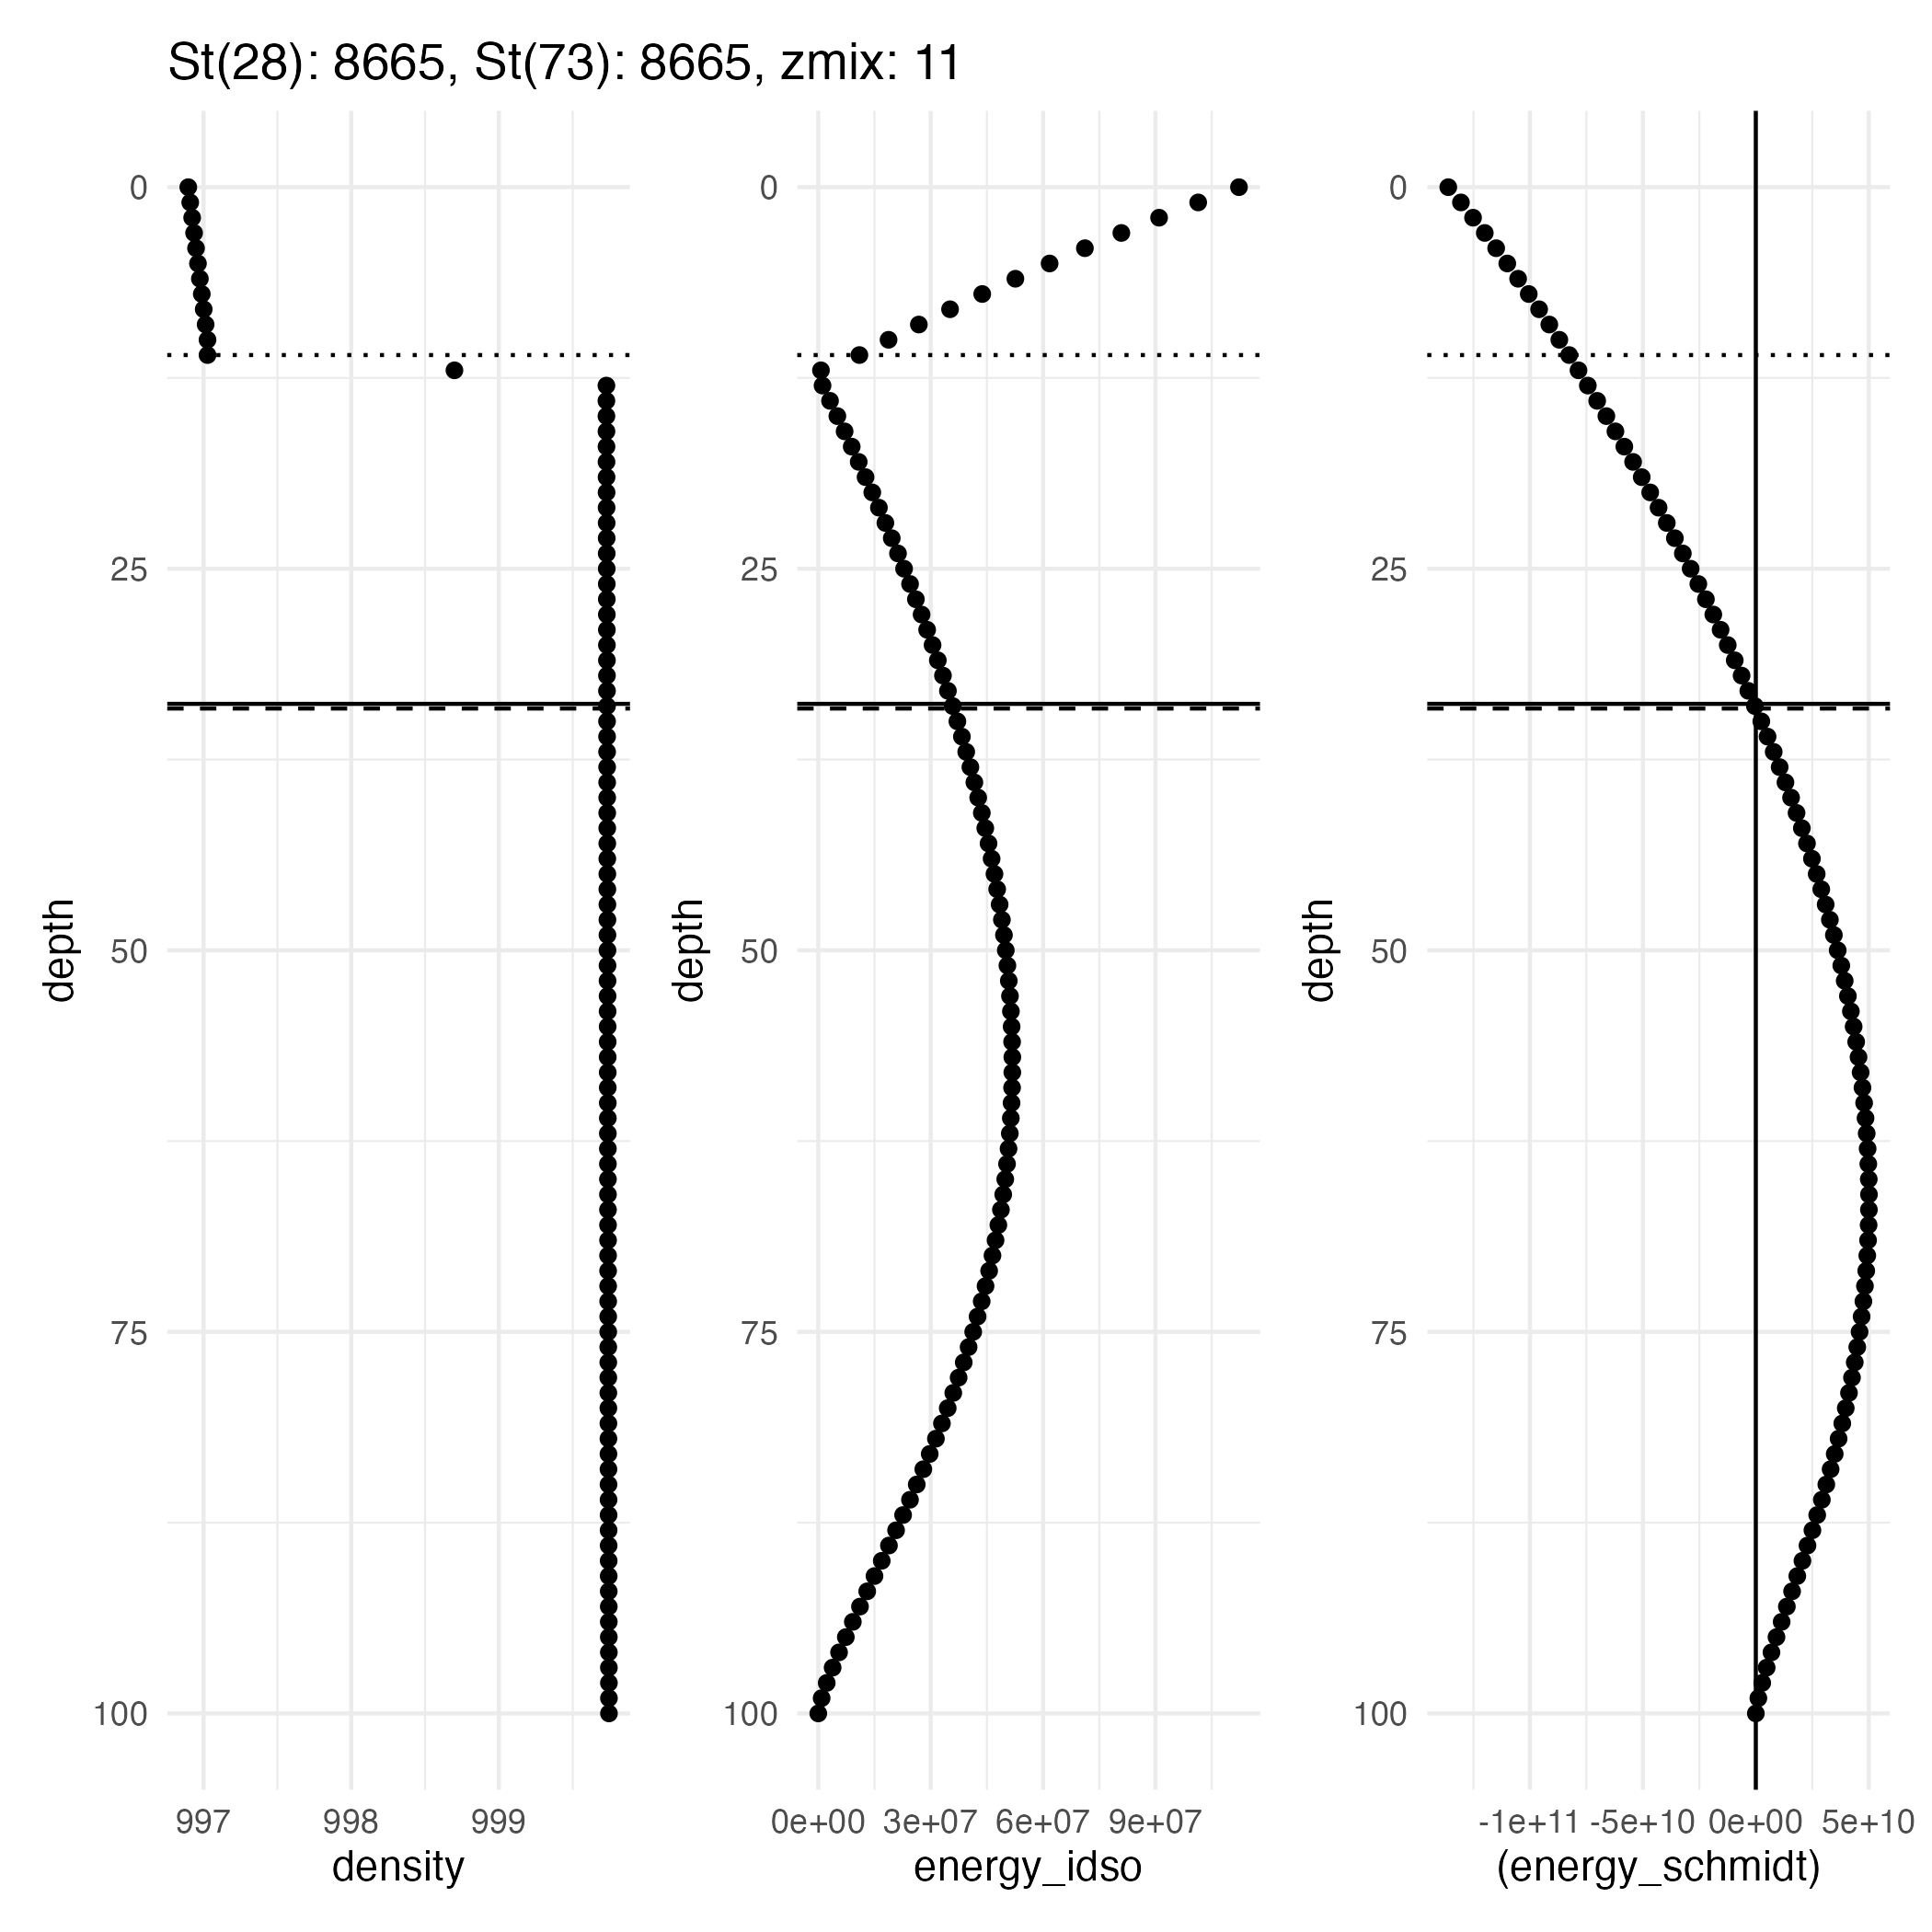 St(28): 8665, St(73): 8665, zmix: 11
0
25
50
75
100
depth
997 998 999
density
0
25
50
75
100
depth
0e+00 3e+07 6e+07 9e+07
energy_idso
0
25
50
75
100
depth
-1e+11 -5e+10 0e+00 5e+10
(energy_schmidt)